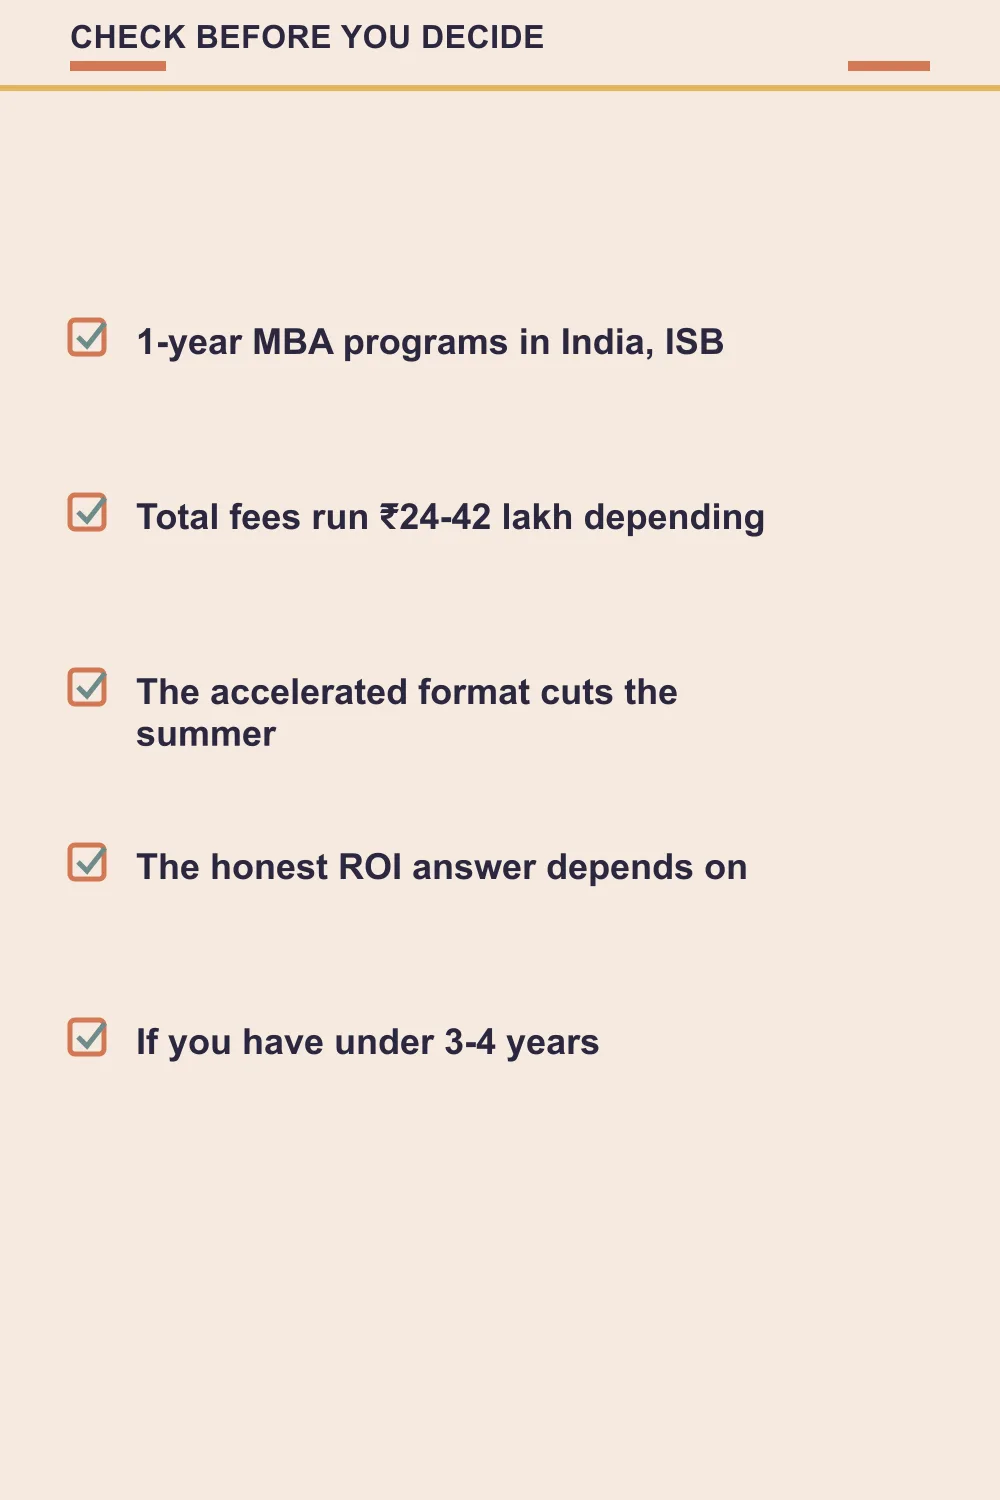 CHECK BEFORE YOU DECIDE
1-year MBA programs in India, ISB
Total fees run ₹24-42 lakh depending
The accelerated format cuts the
summer
The honest ROI answer depends on
If you have under 3-4 years